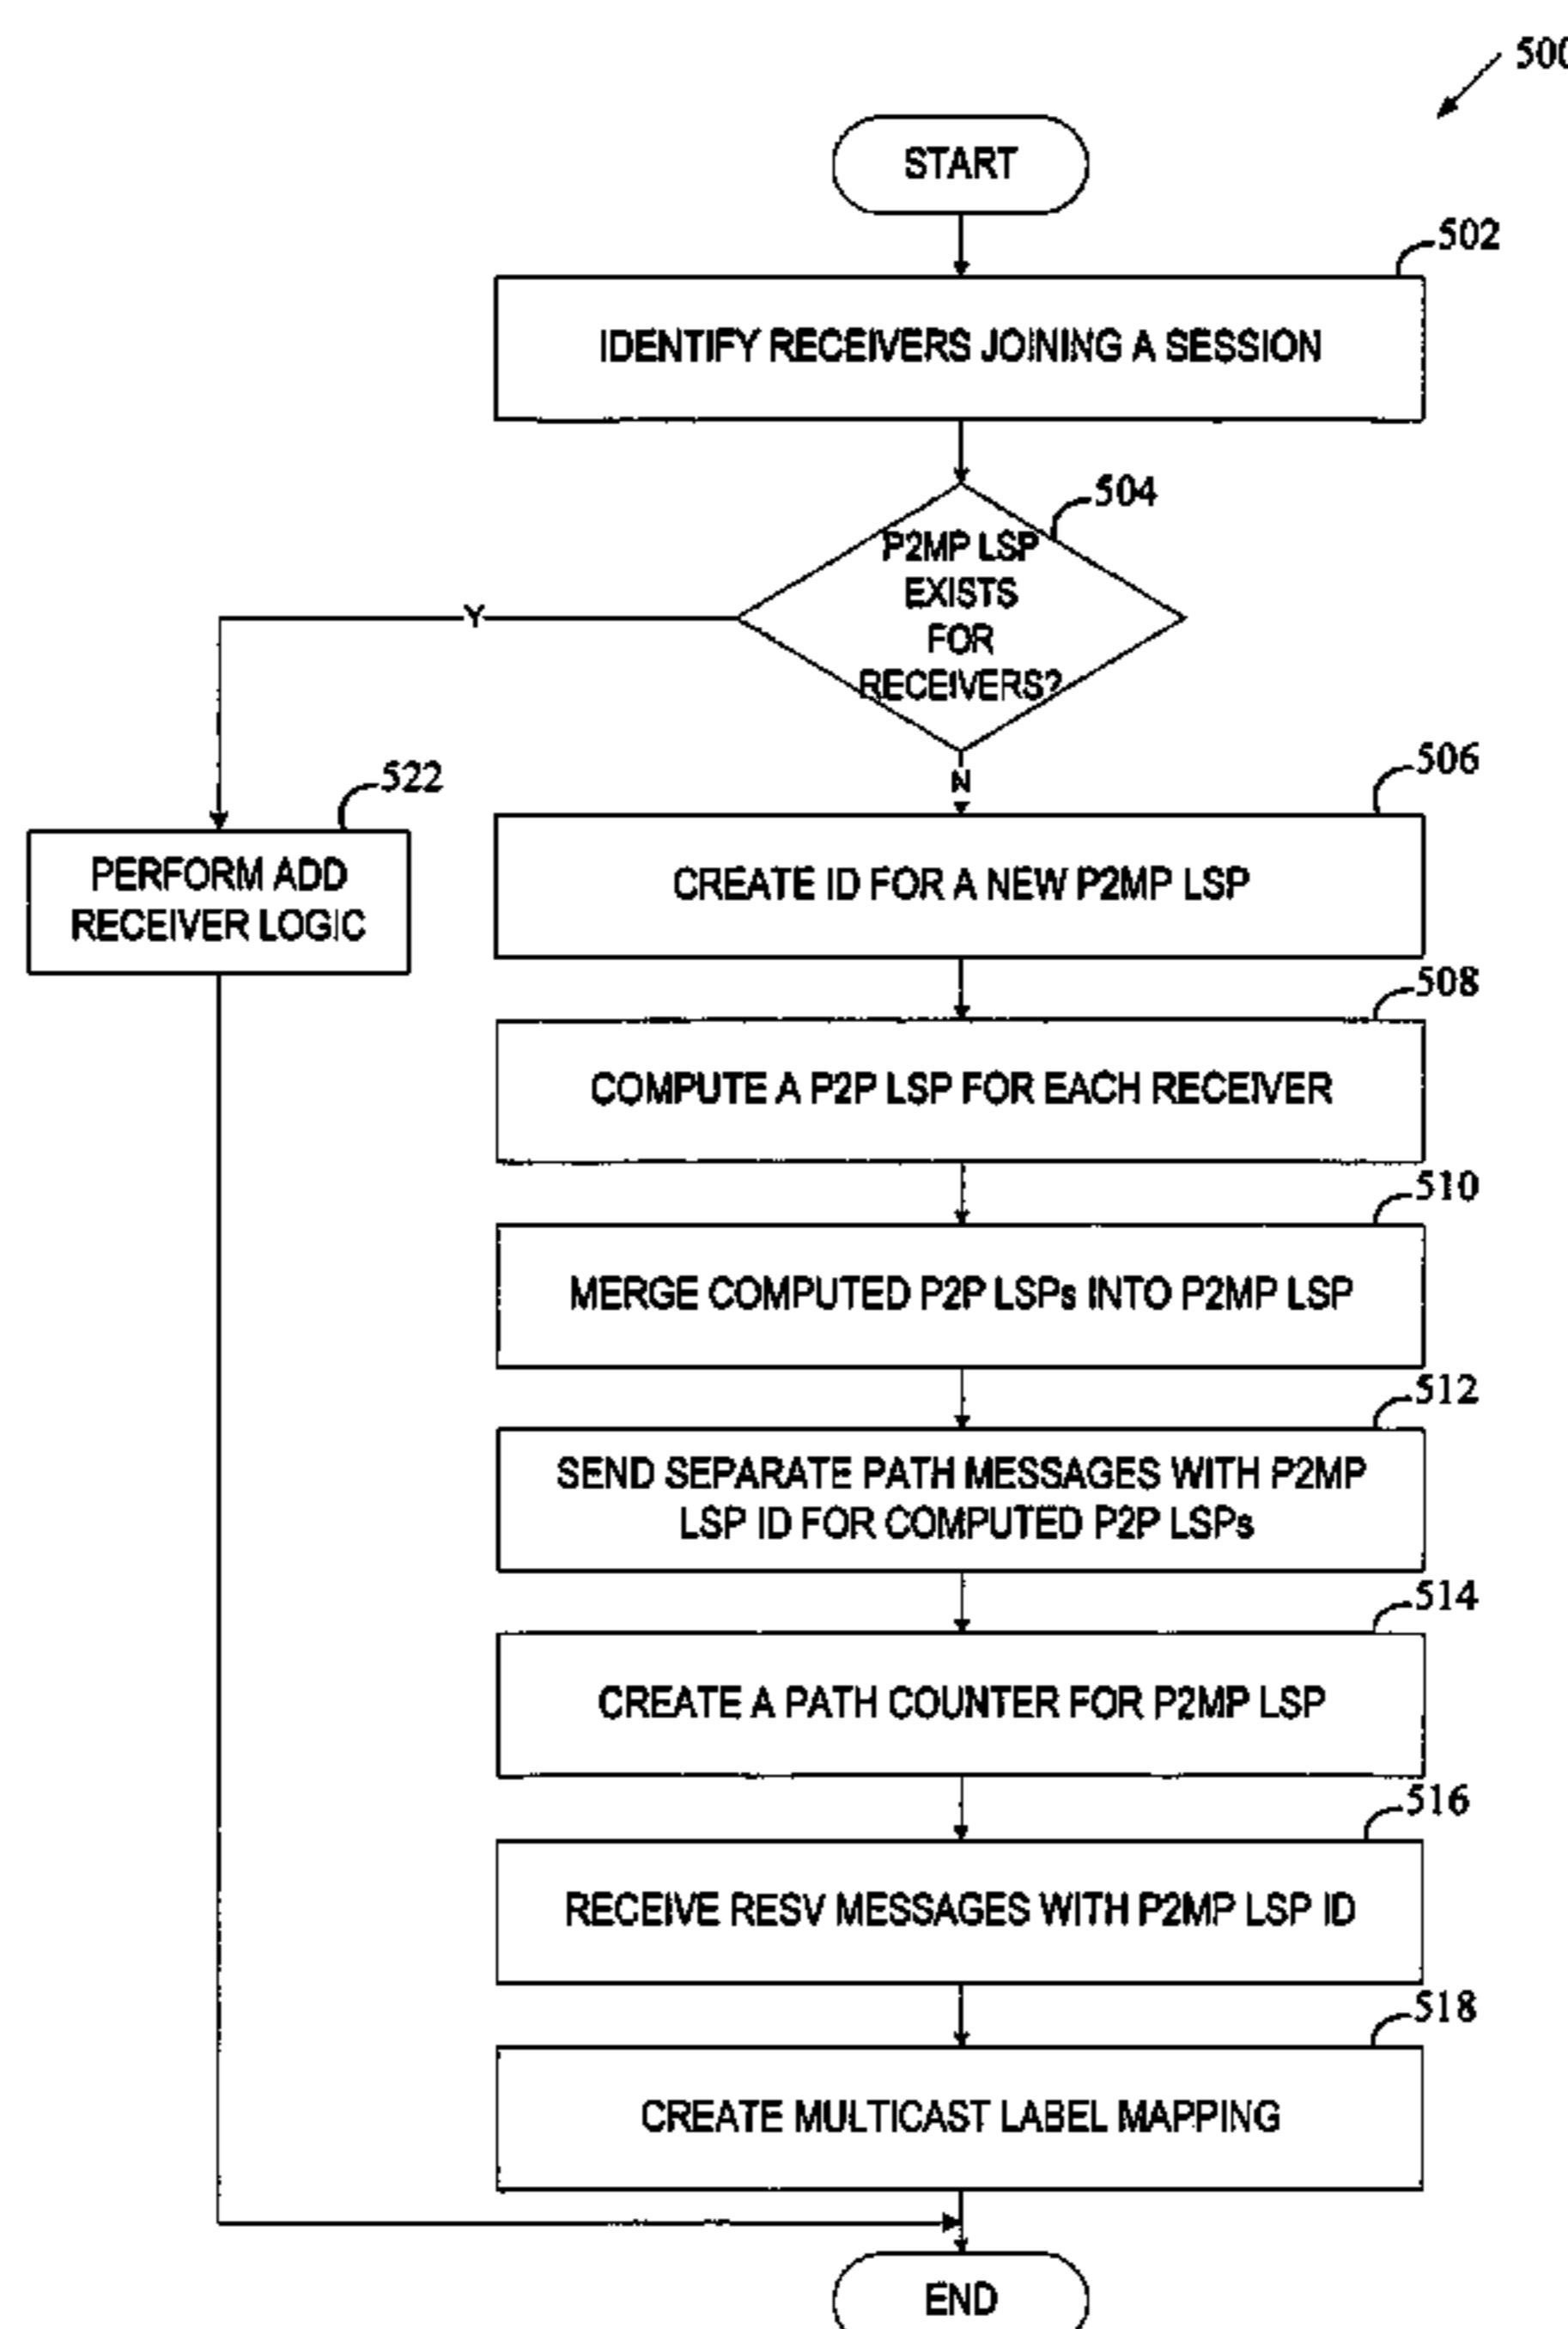 500
START
502
IDENTIFY RECEIVERS JOINING A SESSION
504
P2MP LSP
EXISTS
FOR
RECEIVERS?
Y
N
506
522
PERFORM ADD
RECEIVER LOGIC
CREATE ID FOR A NEW P2MP LSP
508
COMPUTE A P2P LSP FOR EACH RECEIVER
510
MERGE COMPUTED P2P LSPs INTO P2MP LSP
512
SEND SEPARATE PATH MESSAGES WITH P2MP
LSP ID FOR COMPUTED P2P LSPs
514
CREATE A PATH COUNTER FOR P2MP LSP
516
RECEIVE RESV MESSAGES WITH P2MP LSP ID
518
CREATE MULTICAST LABEL MAPPING
END